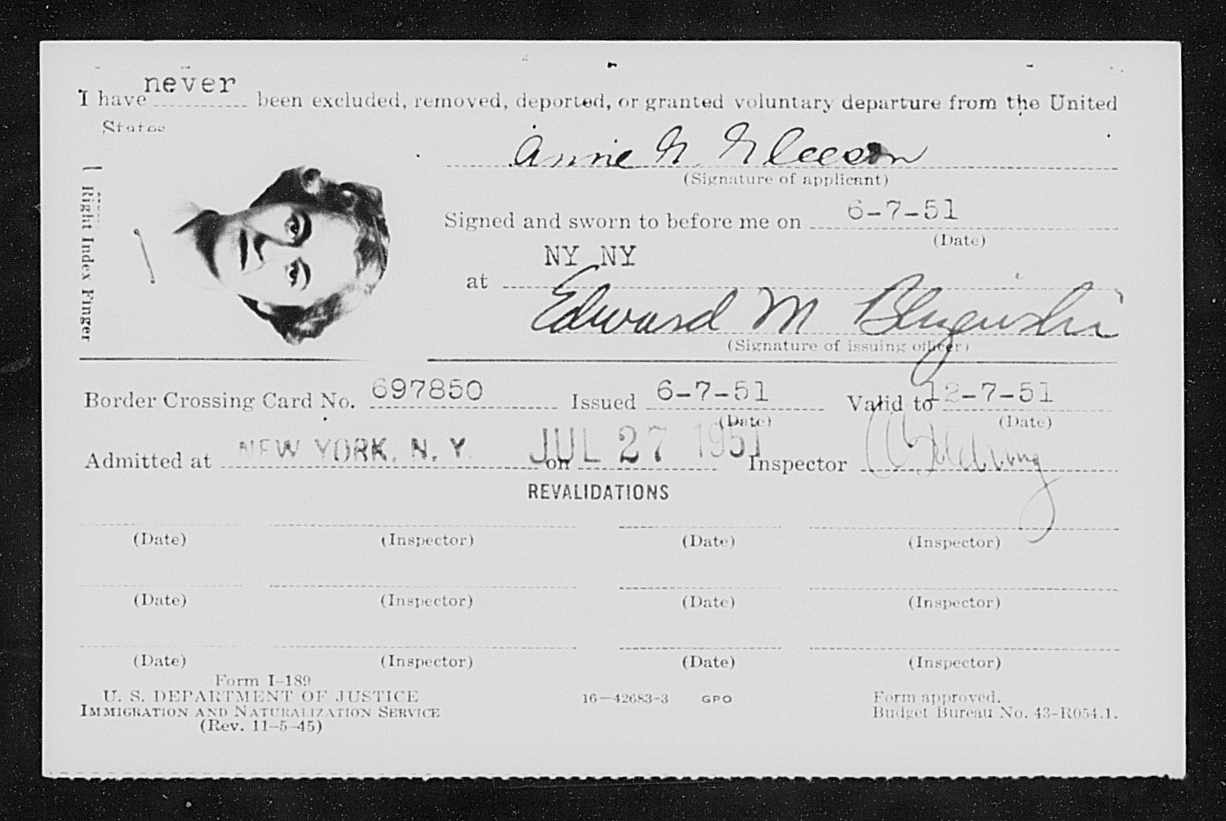 I have never been excluded, removed, deported, or granted voluntary departure from the United
States
Right Index Finger
Annie G. Gleeson
(Signature of applicant)
Signed and sworn to before me on 6-7-51
(Date)
at NY NY
Edward M
(Signature of issuing officer)
Border Crossing Card No. 697850 Issued 6-7-51 Valid to 12-7-51
(Date) (Date)
Admitted at NEW YORK, N. Y. on JUL 27 1951 Inspector
REVALIDATIONS
(Date) (Inspector) (Date) (Inspector)
(Date) (Inspector) (Date) (Inspector)
(Date) (Inspector) (Date) (Inspector)
Form I-189
U. S. DEPARTMENT OF JUSTICE 16—42683-3 GPO Form approved.
IMMIGRATION AND NATURALIZATION SERVICE Budget Bureau No. 43-R054.1.
(Rev. 11-5-45)